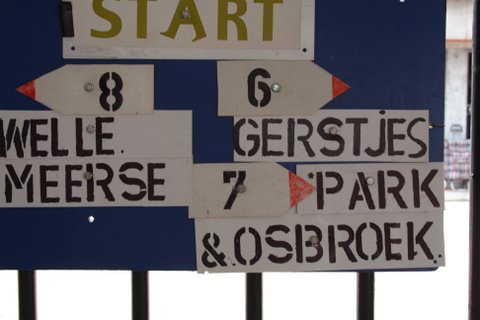 START
8
WELLE
MEERSE
6
GERSTJES
7 PARK
& OSBROEK.